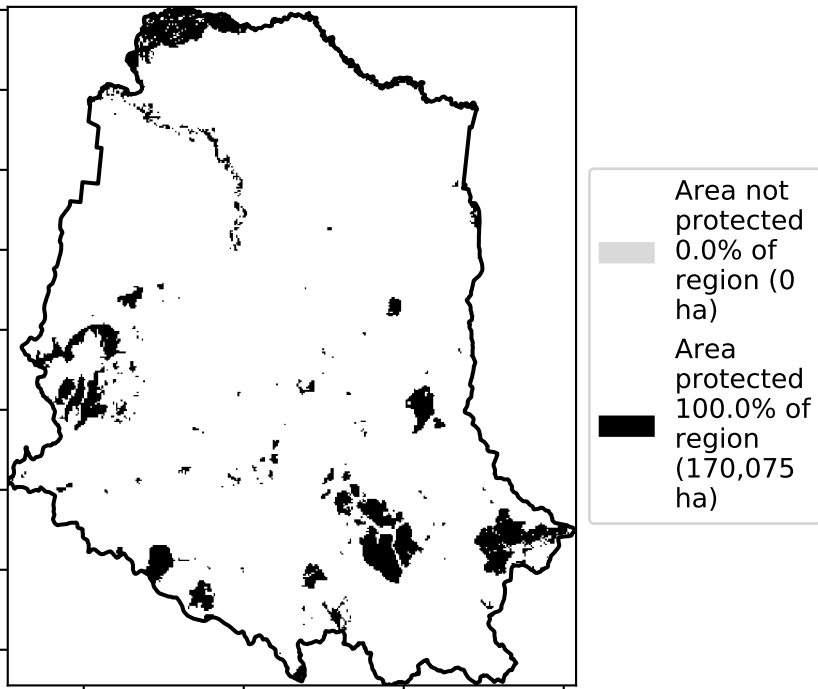 Area not
protected
0.0% of
region (0
ha)
Area
protected
100.0% of
region
(170,075
ha)